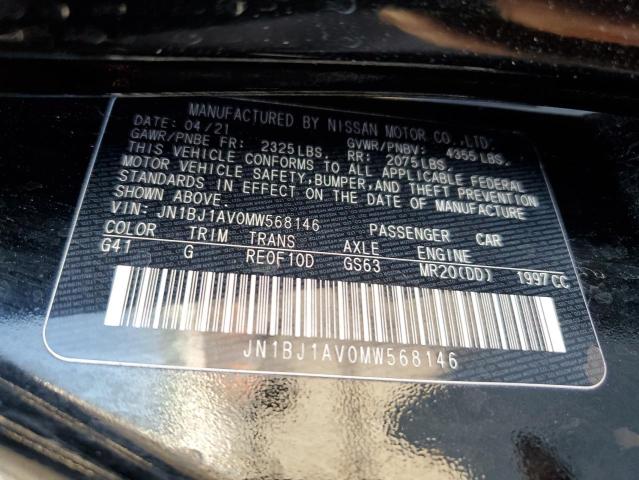 MANUFACTURED BY NISSAN MOTOR CO.,LTD.
DATE: 04/21 GVWR/PNBV: 4355 LBS.
GAWR/PNBE FR: 2325 LBS. RR: 2075 LBS.
THIS VEHICLE CONFORMS TO ALL APPLICABLE FEDERAL
MOTOR VEHICLE SAFETY, BUMPER, AND THEFT PREVENTION
STANDARDS IN EFFECT ON THE DATE OF MANUFACTURE
SHOWN ABOVE.
VIN: JN1BJ1AV0MW568146 PASSENGER CAR
COLOR TRIM TRANS AXLE ENGINE
G41 G RE0F10D GS63 MR20(DD) 1997 CC
JN1BJ1AV0MW568146